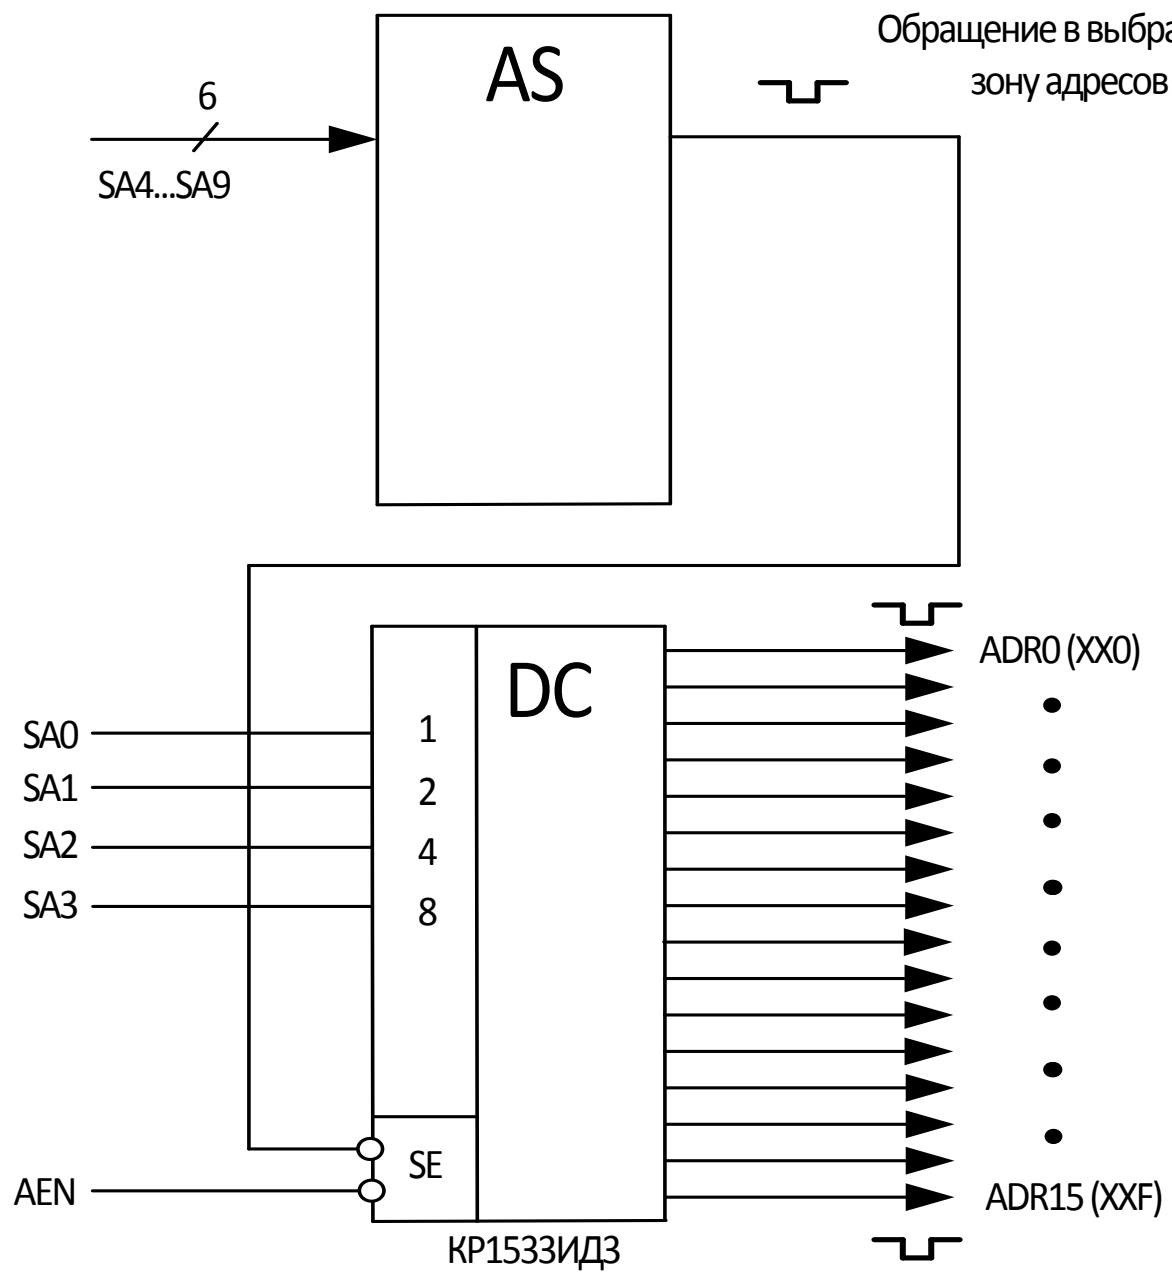 Обращение в выбра
зону адресов
AS
6
SA4...SA9
DC
ADR0 (XX0)
SA0
1
SA1
2
SA2
4
SA3
8
SE
AEN
ADR15 (XXF)
КР1533ИД3